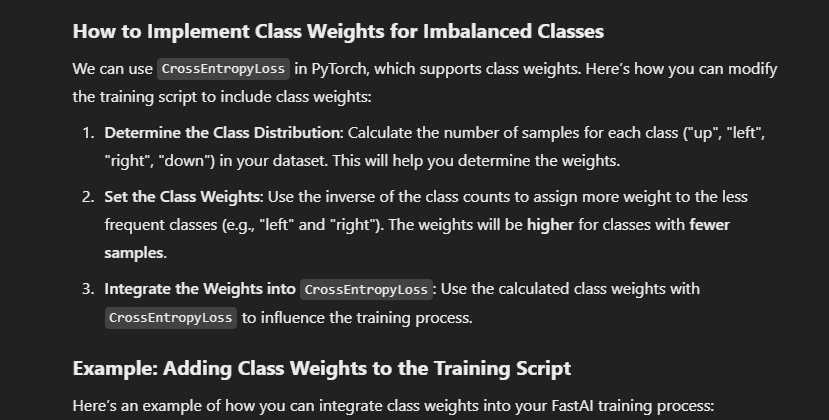 How to Implement Class Weights for Imbalanced Classes
We can use CrossEntropyLoss in PyTorch, which supports class weights. Here’s how you can modify
the training script to include class weights:
1. Determine the Class Distribution: Calculate the number of samples for each class ("up", "left",
"right", "down") in your dataset. This will help you determine the weights.
2. Set the Class Weights: Use the inverse of the class counts to assign more weight to the less
frequent classes (e.g., "left" and "right"). The weights will be higher for classes with fewer
samples.
3. Integrate the Weights into CrossEntropyLoss: Use the calculated class weights with
CrossEntropyLoss to influence the training process.
Example: Adding Class Weights to the Training Script
Here’s an example of how you can integrate class weights into your FastAI training process: